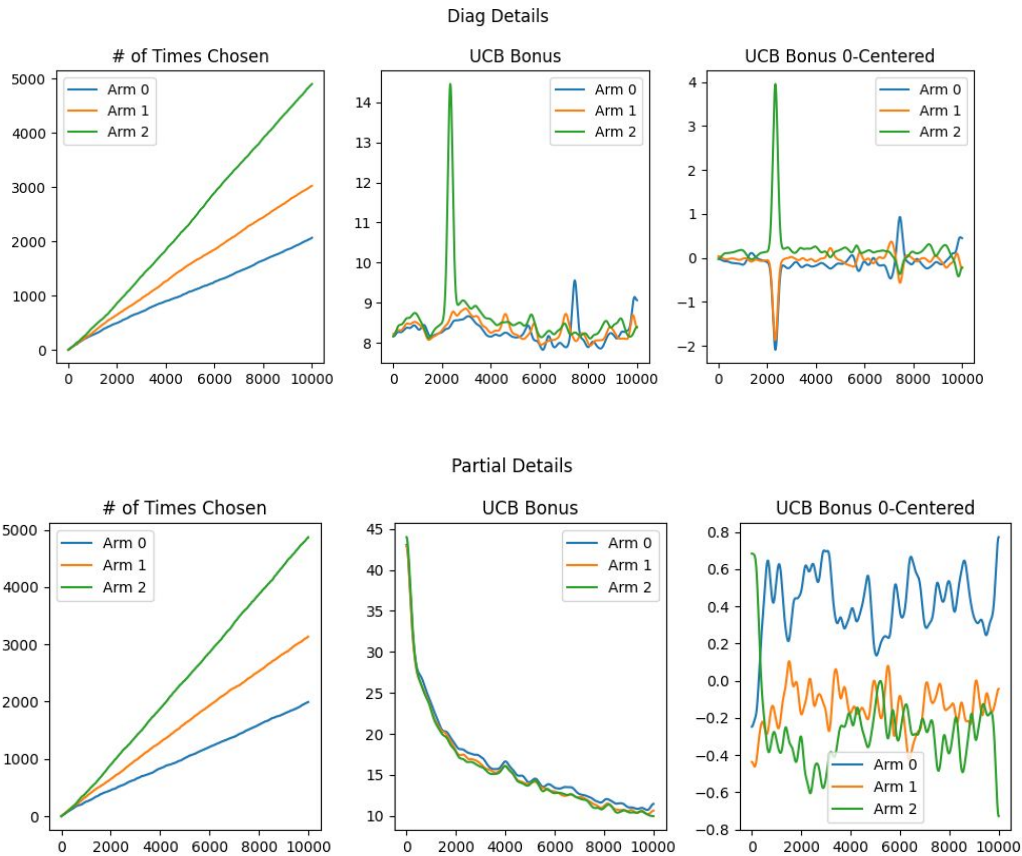 Diag Details
# of Times Chosen
Arm 0
Arm 1
Arm 2
5000
4000
3000
2000
1000
0
0 2000 4000 6000 8000 10000
UCB Bonus
Arm 0
Arm 1
Arm 2
14
13
12
11
10
9
8
0 2000 4000 6000 8000 10000
UCB Bonus 0-Centered
Arm 0
Arm 1
Arm 2
4
3
2
1
0
−1
−2
0 2000 4000 6000 8000 10000
Partial Details
# of Times Chosen
Arm 0
Arm 1
Arm 2
5000
4000
3000
2000
1000
0
0 2000 4000 6000 8000 10000
UCB Bonus
Arm 0
Arm 1
Arm 2
45
40
35
30
25
20
15
10
0 2000 4000 6000 8000 10000
UCB Bonus 0-Centered
0.8
0.6
0.4
0.2
0.0
−0.2
−0.4
−0.6
−0.8
Arm 0
Arm 1
Arm 2
0 2000 4000 6000 8000 10000